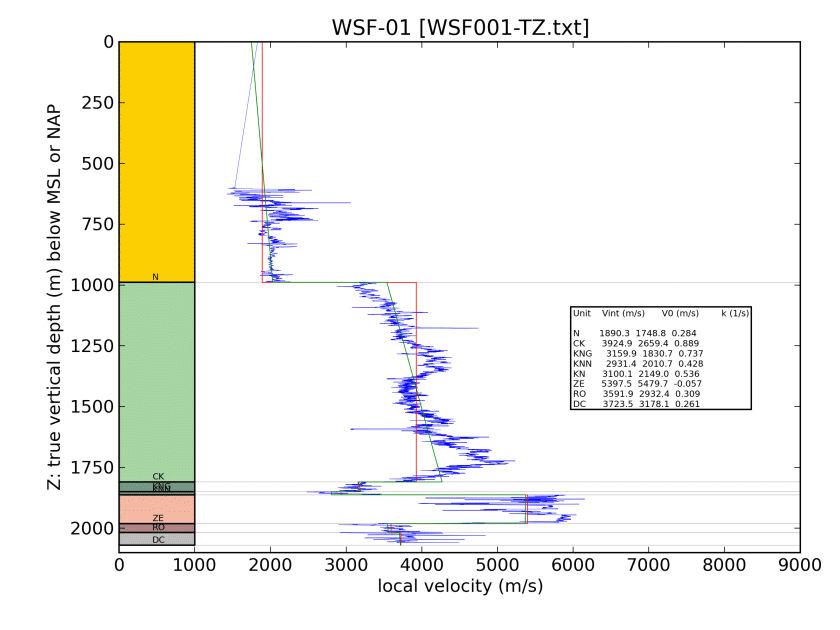 WSF-01 [WSF001-TZ.txt]
0
250
500
750
1000
1250
1500
1750
2000
Z: true vertical depth (m) below MSL or NAP
N
CK
KNG
ZE
RO
DC
Unit Vint (m/s) V0 (m/s) k (1/s)
N 1890.3 1748.8 0.284
CK 3924.9 2659.4 0.889
KNG 3159.9 1830.7 0.737
KNN 2931.4 2010.7 0.428
KN 3100.1 2149.0 0.536
ZE 5397.5 5479.7 -0.057
RO 3591.9 2932.4 0.309
DC 3723.5 3178.1 0.261
0 1000 2000 3000 4000 5000 6000 7000 8000 9000
local velocity (m/s)